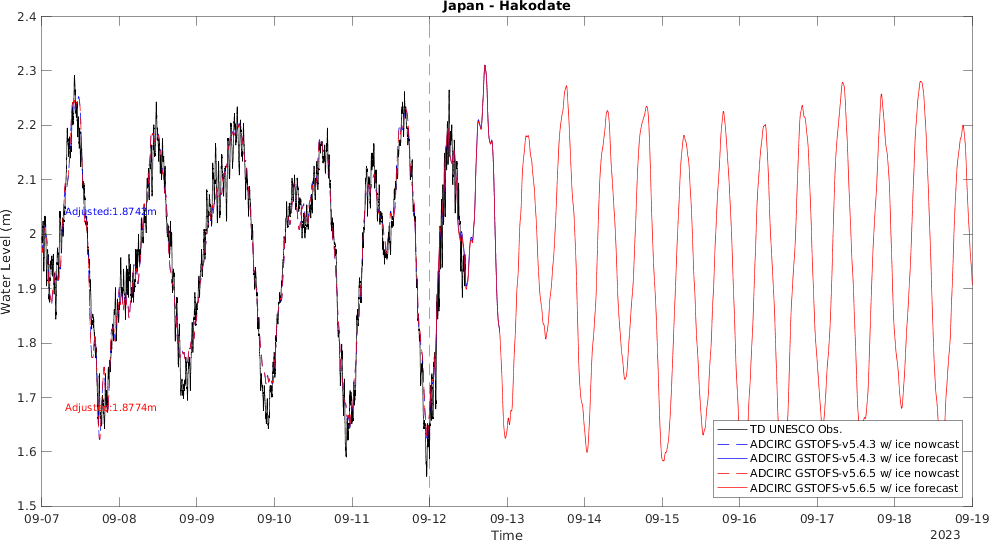 Japan - Hakodate
2.4
2.3
2.2
2.1
2
1.9
1.8
1.7
1.6
1.5
Water Level (m)
Adjusted:1.8742m
Adjusted:1.8774m
TD UNESCO Obs.
ADCIRC GSTOFS-v5.4.3 w/ ice nowcast
ADCIRC GSTOFS-v5.4.3 w/ ice forecast
ADCIRC GSTOFS-v5.6.5 w/ ice nowcast
ADCIRC GSTOFS-v5.6.5 w/ ice forecast
09-07 09-08 09-09 09-10 09-11 09-12 09-13 09-14 09-15 09-16 09-17 09-18 09-19
Time
2023